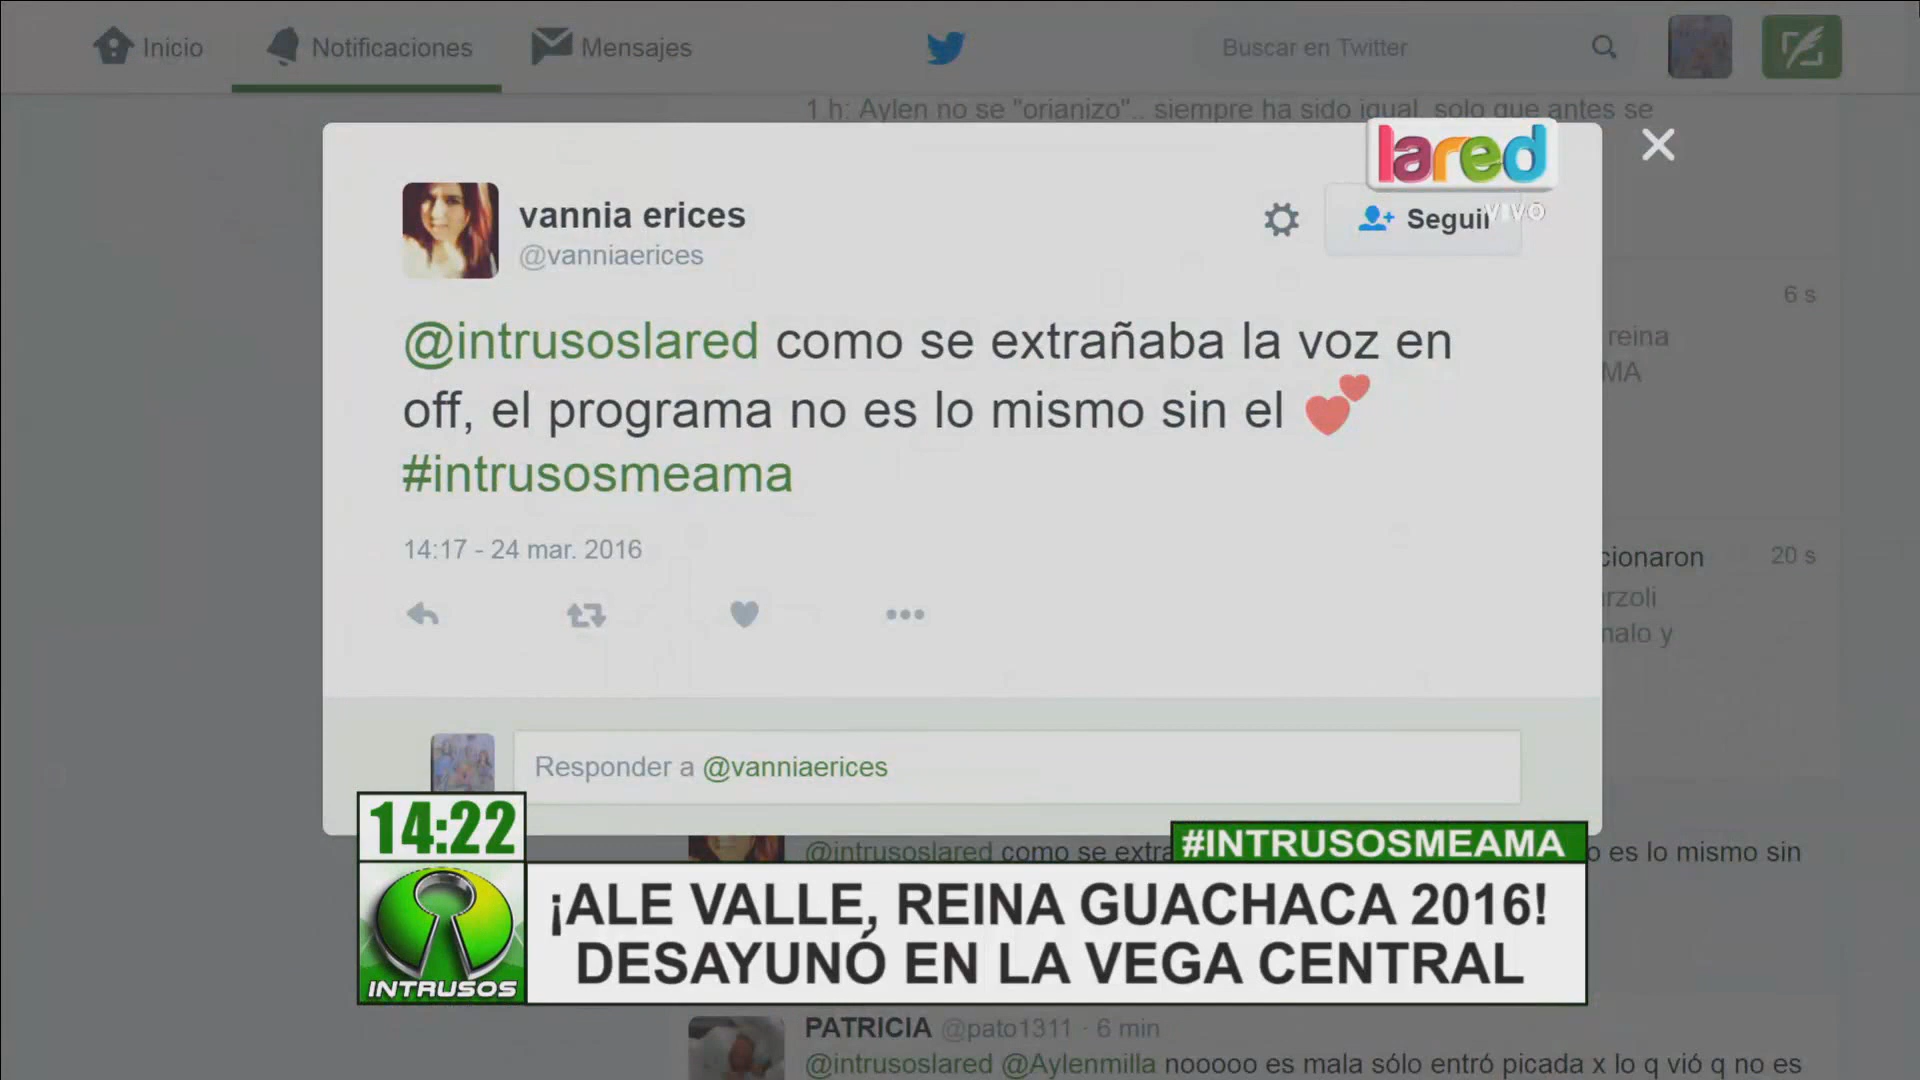 Inicio
Notificaciones
Mensajes
Buscar en Twitter
1 h: Aylen no se "orianizo".. siempre ha sido igual, solo que antes se
lared
VIVO
vannia erices
@vanniaerices
Seguir
6 s
@intrusoslared como se extrañaba la voz en
off, el programa no es lo mismo sin el 💕
#intrusosmeama
reina
MA
14:17 - 24 mar. 2016
cionaron
20 s
rzoli
malo y
Responder a @vanniaerices
14:22
#INTRUSOSMEAMA
@intrusoslared como se extra
o es lo mismo sin
¡ALE VALLE, REINA GUACHACA 2016!
DESAYUNÓ EN LA VEGA CENTRAL
INTRUSOS
PATRICIA @pato1311 · 6 min
@intrusoslared @Aylenmilla nooooo es mala sólo entró picada x lo q vió q no es